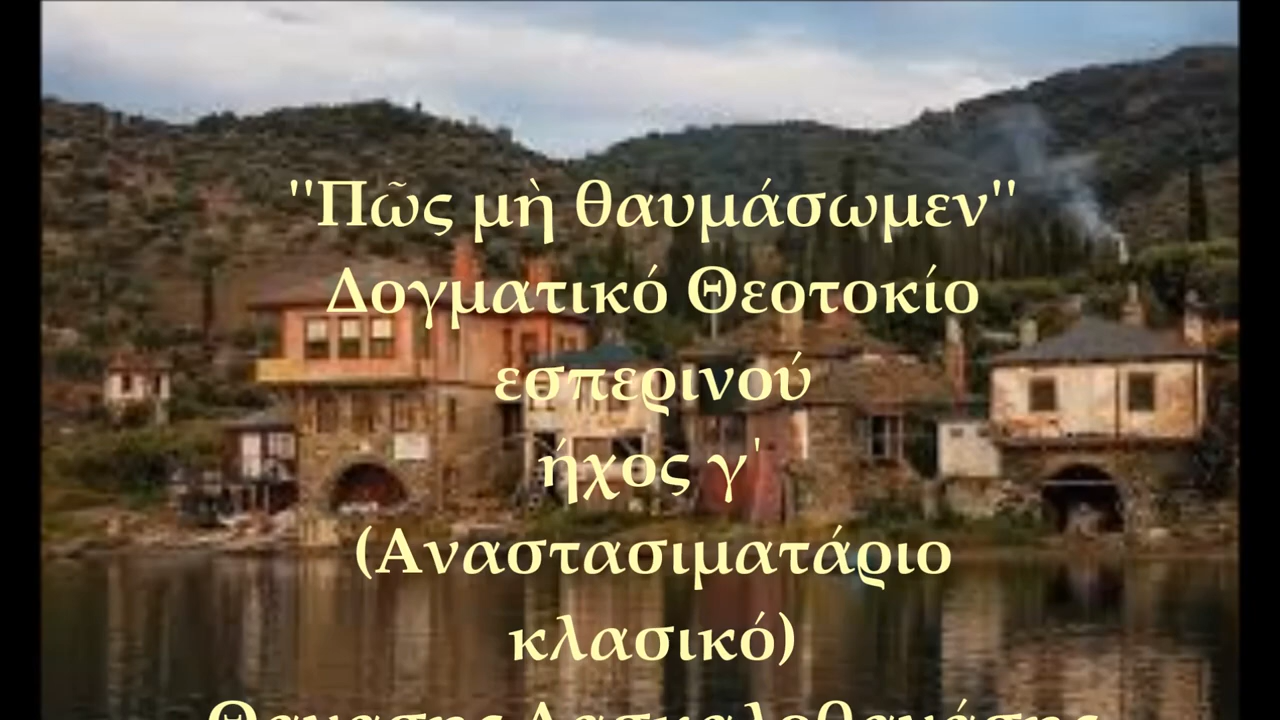 "Πῶς μὴ θαυμάσωμεν"
Δογματικό Θεοτοκίο
εσπερινού
ήχος γ'
(Αναστασιματάριο
κλασικό)